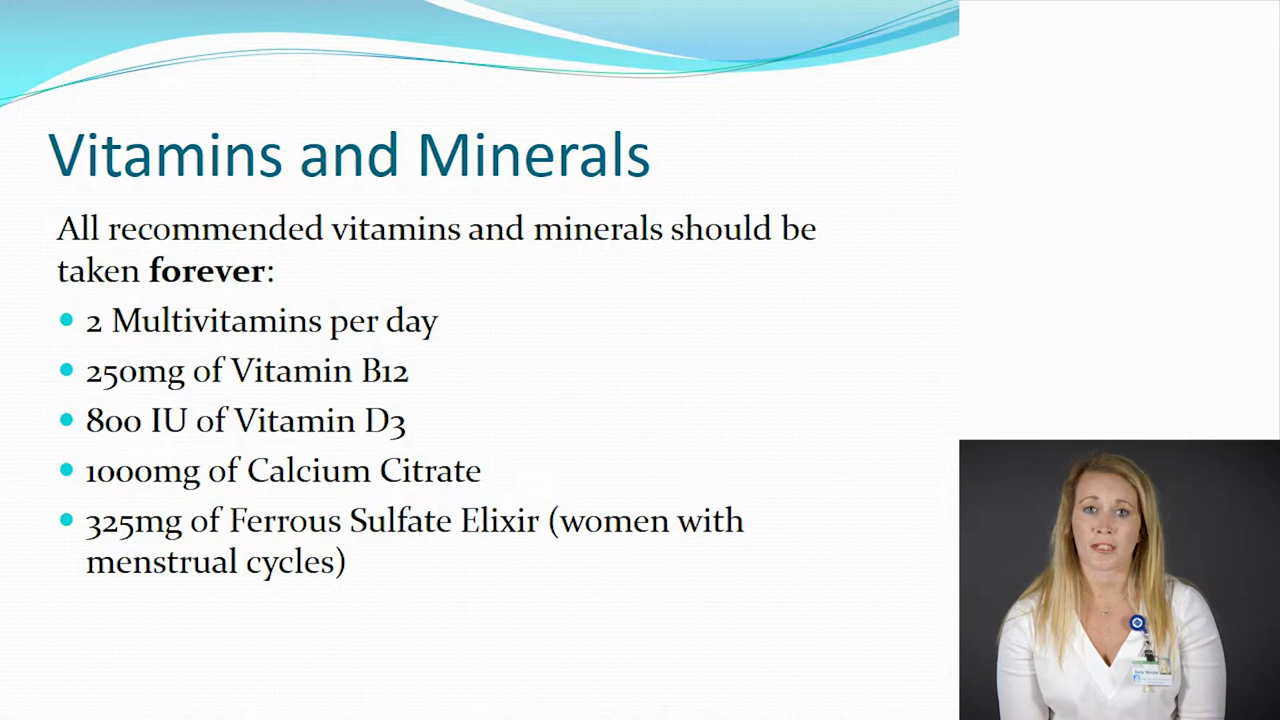 Vitamins and Minerals
All recommended vitamins and minerals should be
taken forever:
• 2 Multivitamins per day
• 250mg of Vitamin B12
• 800 IU of Vitamin D3
• 1000mg of Calcium Citrate
• 325mg of Ferrous Sulfate Elixir (women with
menstrual cycles)